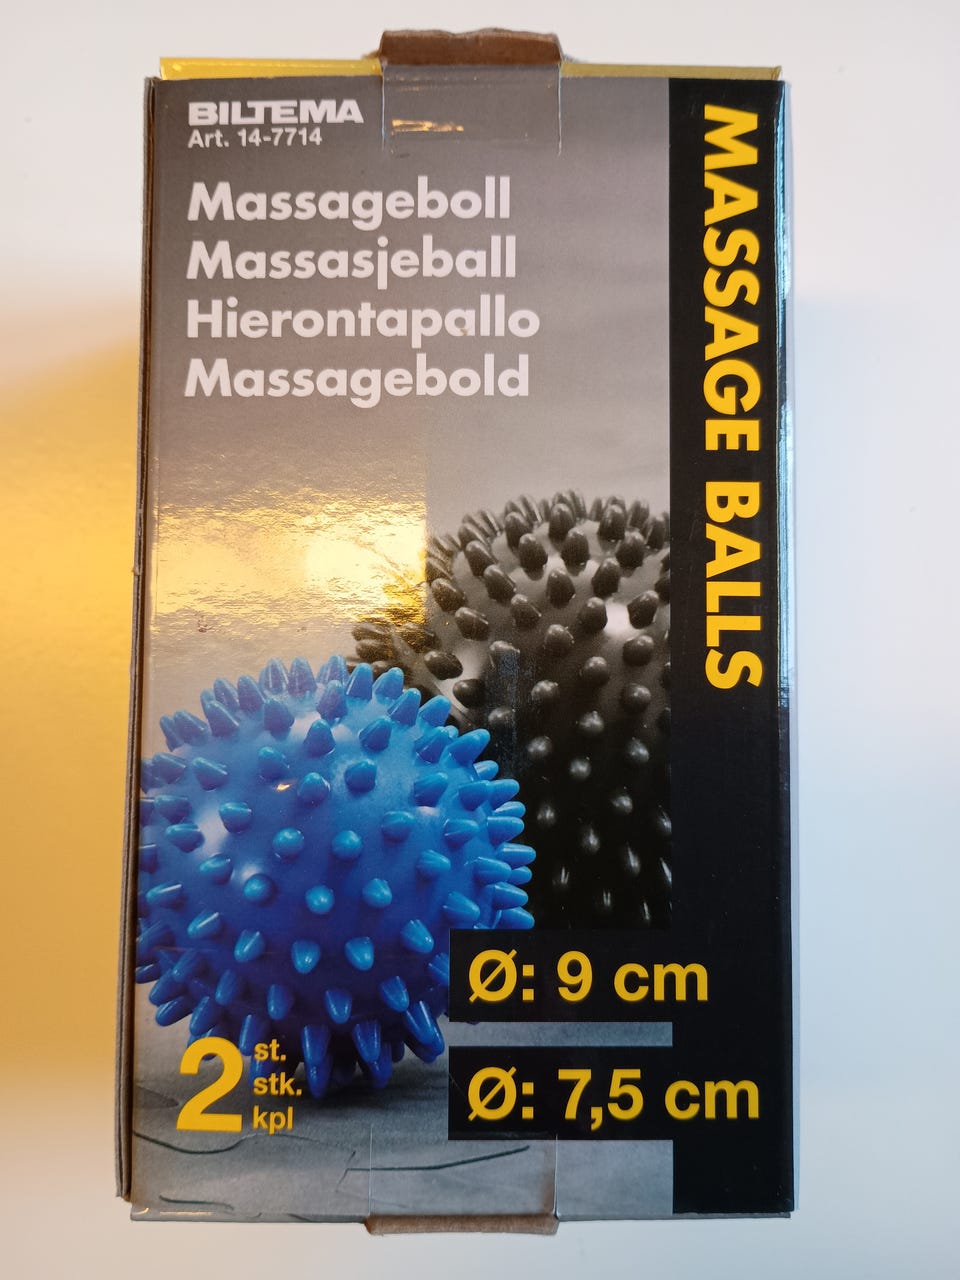 BILTEMA
Art. 14-7714
Massageboll
Massasjeball
Hierontapallo
Massagebold
MASSAGE BALLS
Ø: 9 cm
Ø: 7,5 cm
2 st.
stk.
kpl